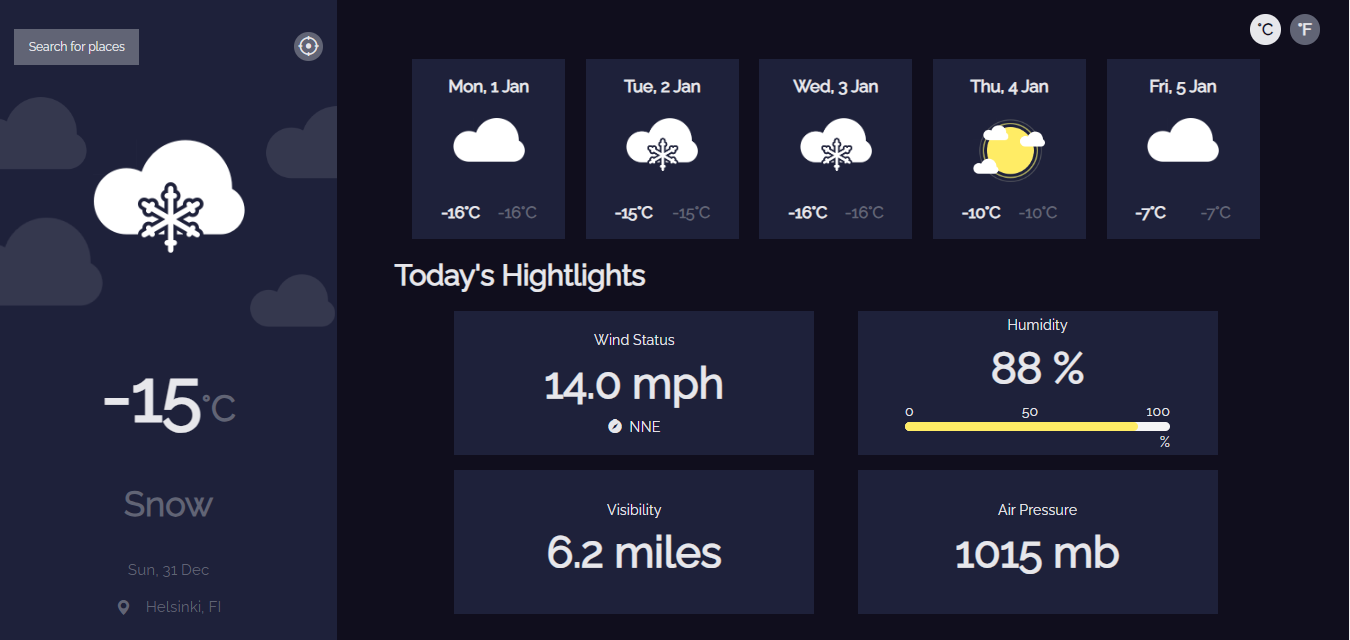 Search for places
-15°C
Snow
Sun, 31 Dec
Helsinki, FI
°C °F
Mon, 1 Jan
-16°C -16°C
Tue, 2 Jan
-15°C -15°C
Wed, 3 Jan
-16°C -16°C
Thu, 4 Jan
-10°C -10°C
Fri, 5 Jan
-7°C -7°C
Today's Hightlights
Wind Status
14.0 mph
NNE
Humidity
88 %
0 50 100
%
Visibility
6.2 miles
Air Pressure
1015 mb